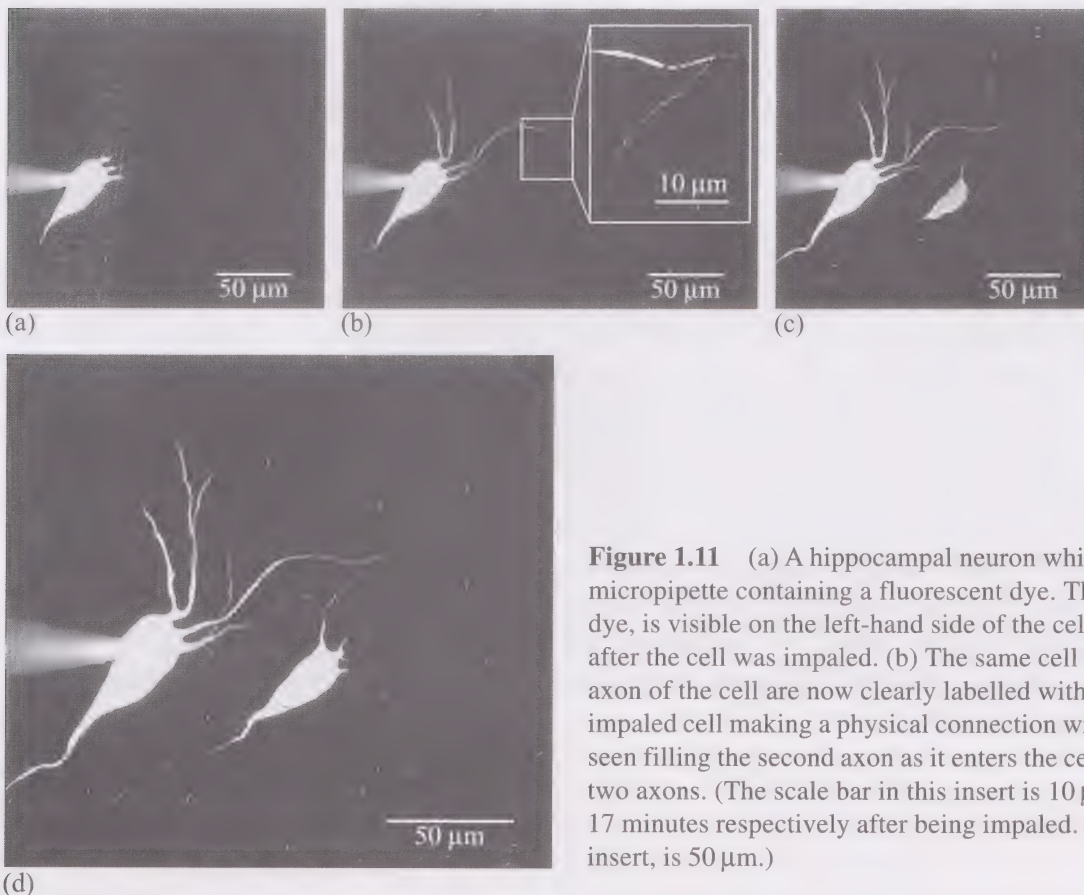 50 µm
(a)
10 µm
50 µm
(b)
50 µm
(c)
50 µm
(d)
Figure 1.11 (a) A hippocampal neuron whi
micropipette containing a fluorescent dye. Th
dye, is visible on the left-hand side of the cel
after the cell was impaled. (b) The same cell
axon of the cell are now clearly labelled with
impaled cell making a physical connection w
seen filling the second axon as it enters the ce
two axons. (The scale bar in this insert is 10
17 minutes respectively after being impaled.
insert, is 50 µm.)